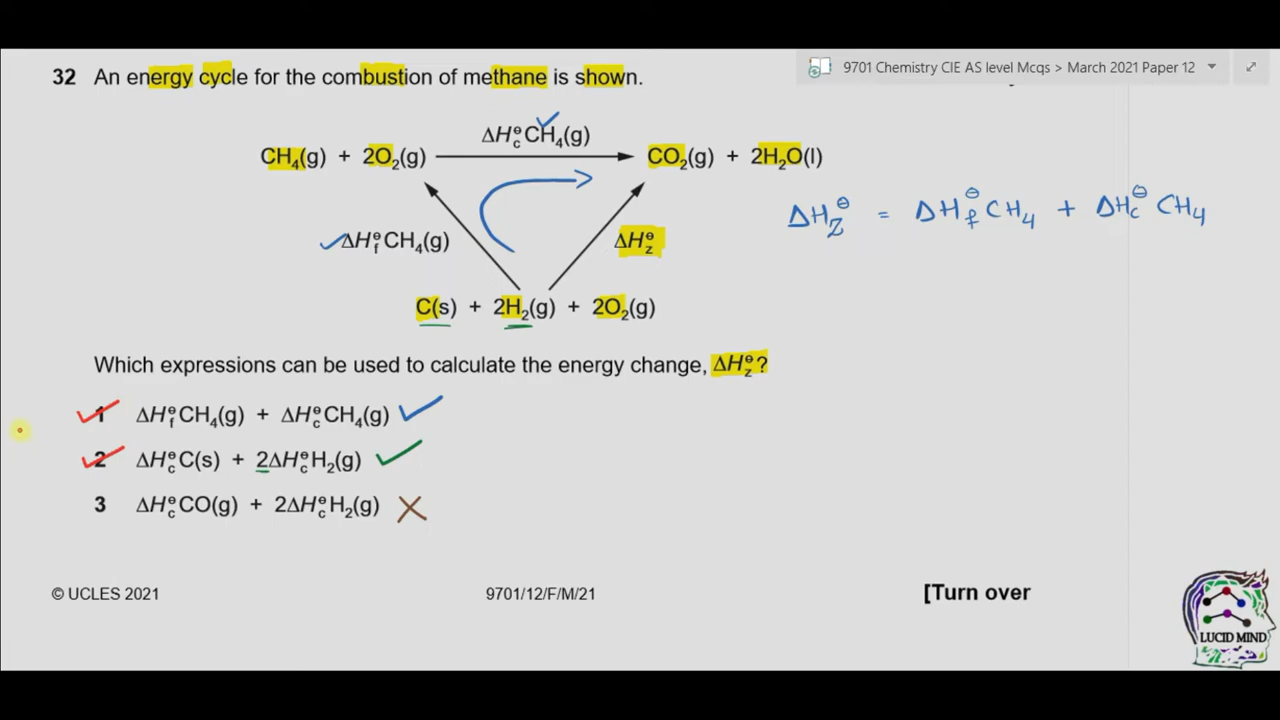 32 An energy cycle for the combustion of methane is shown.
9701 Chemistry CIE AS level Mcqs > March 2021 Paper 12
ΔH⦵c CH4(g)
CH4(g) + 2O2(g) → CO2(g) + 2H2O(l)
ΔHZ⦵ = ΔHf⦵ CH4 + ΔHc⦵ CH4
ΔH⦵f CH4(g)
ΔH⦵z
C(s) + 2H2(g) + 2O2(g)
Which expressions can be used to calculate the energy change, ΔH⦵z?
1 ΔH⦵f CH4(g) + ΔH⦵c CH4(g)
2 ΔH⦵c C(s) + 2ΔH⦵c H2(g)
3 ΔH⦵c CO(g) + 2ΔH⦵c H2(g)
© UCLES 2021
9701/12/F/M/21
[Turn over
LUCID MIND